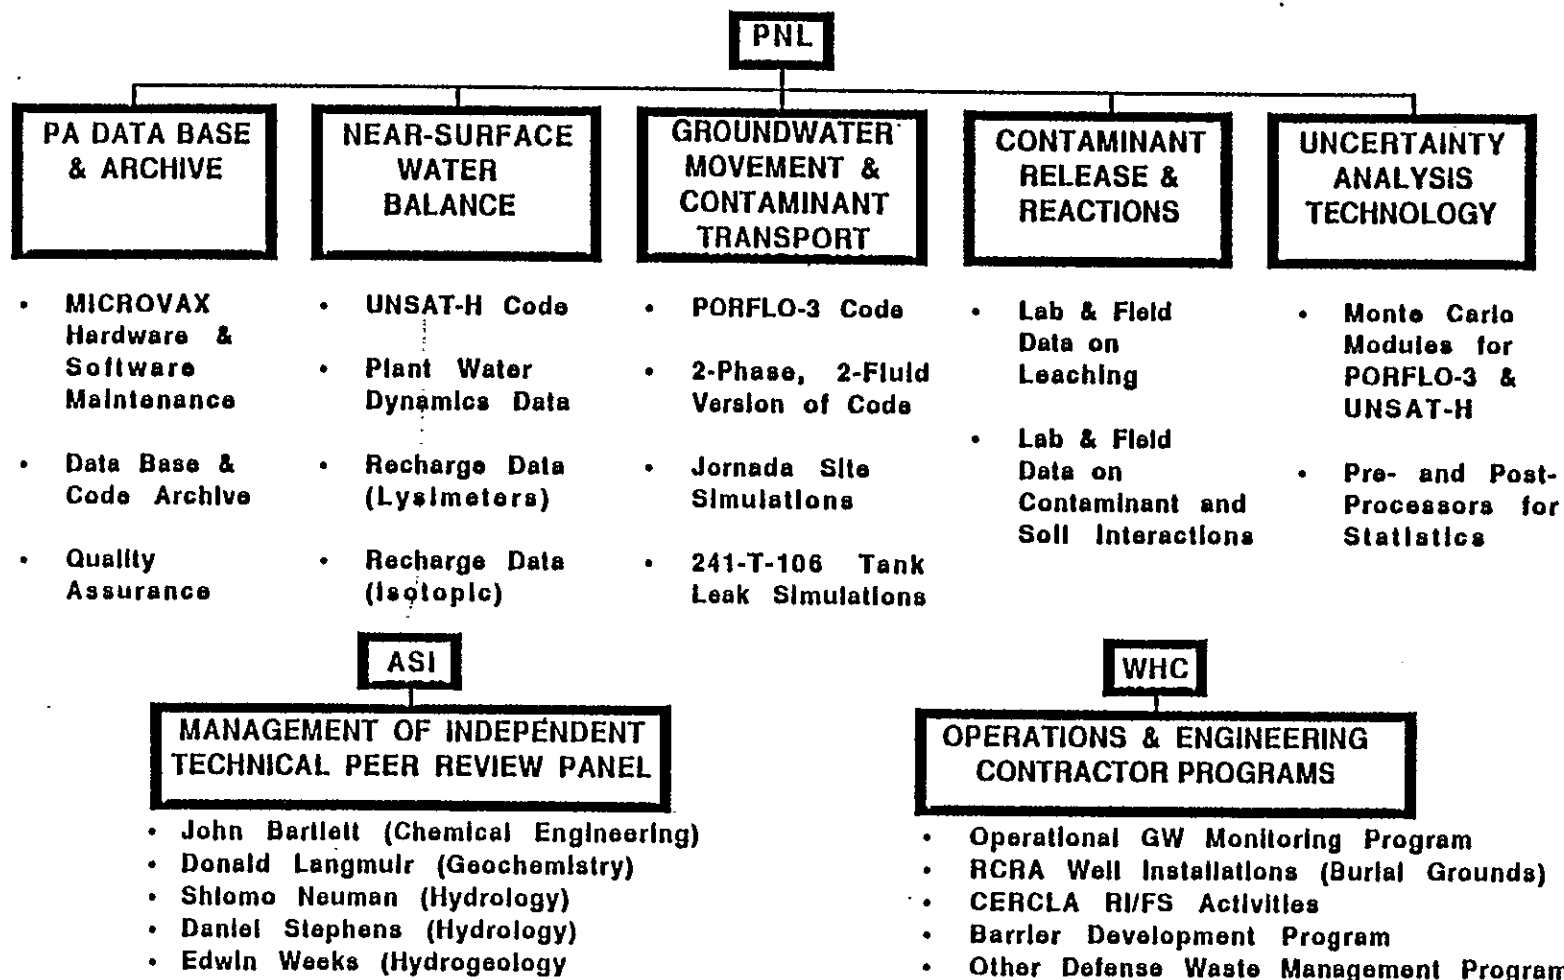 PNL
PA DATA BASE
& ARCHIVE
NEAR-SURFACE
WATER
BALANCE
GROUNDWATER
MOVEMENT &
CONTAMINANT
TRANSPORT
CONTAMINANT
RELEASE &
REACTIONS
UNCERTAINTY
ANALYSIS
TECHNOLOGY
• MICROVAX
Hardware &
Software
Maintenance
• Data Base &
Code Archive
• Quality
Assurance
• UNSAT-H Code
• Plant Water
Dynamics Data
• Recharge Data
(Lysimeters)
• Recharge Data
(Isotopic)
• PORFLO-3 Code
• 2-Phase, 2-Fluid
Version of Code
• Jornada Site
Simulations
• 241-T-106 Tank
Leak Simulations
• Lab & Field
Data on
Leaching
• Lab & Field
Data on
Contaminant and
Soil Interactions
• Monte Carlo
Modules for
PORFLO-3 &
UNSAT-H
• Pre- and Post-
Processors for
Statistics
ASI
MANAGEMENT OF INDEPENDENT
TECHNICAL PEER REVIEW PANEL
• John Bartlett (Chemical Engineering)
• Donald Langmuir (Geochemistry)
• Shlomo Neuman (Hydrology)
• Daniel Stephens (Hydrology)
• Edwin Weeks (Hydrogeology
WHC
OPERATIONS & ENGINEERING
CONTRACTOR PROGRAMS
• Operational GW Monitoring Program
• RCRA Well Installations (Burial Grounds)
• CERCLA RI/FS Activities
• Barrier Development Program
• Other Defense Waste Management Program